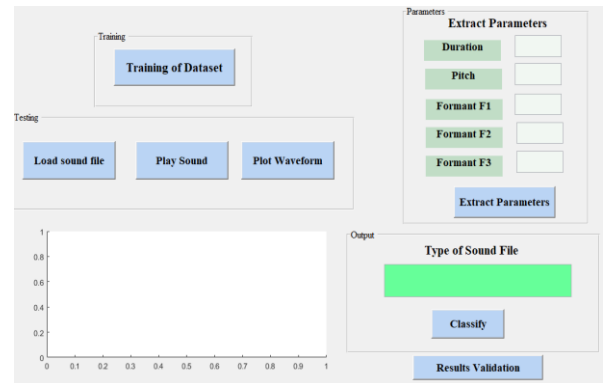 Parameters
Extract Parameters
Duration
Pitch
Formant F1
Formant F2
Formant F3
Extract Parameters
Training
Training of Dataset
Testing
Load sound file
Play Sound
Plot Waveform
1
0.8
0.6
0.4
0.2
0
0 0.1 0.2 0.3 0.4 0.5 0.6 0.7 0.8 0.9 1
Output
Type of Sound File
Classify
Results Validation